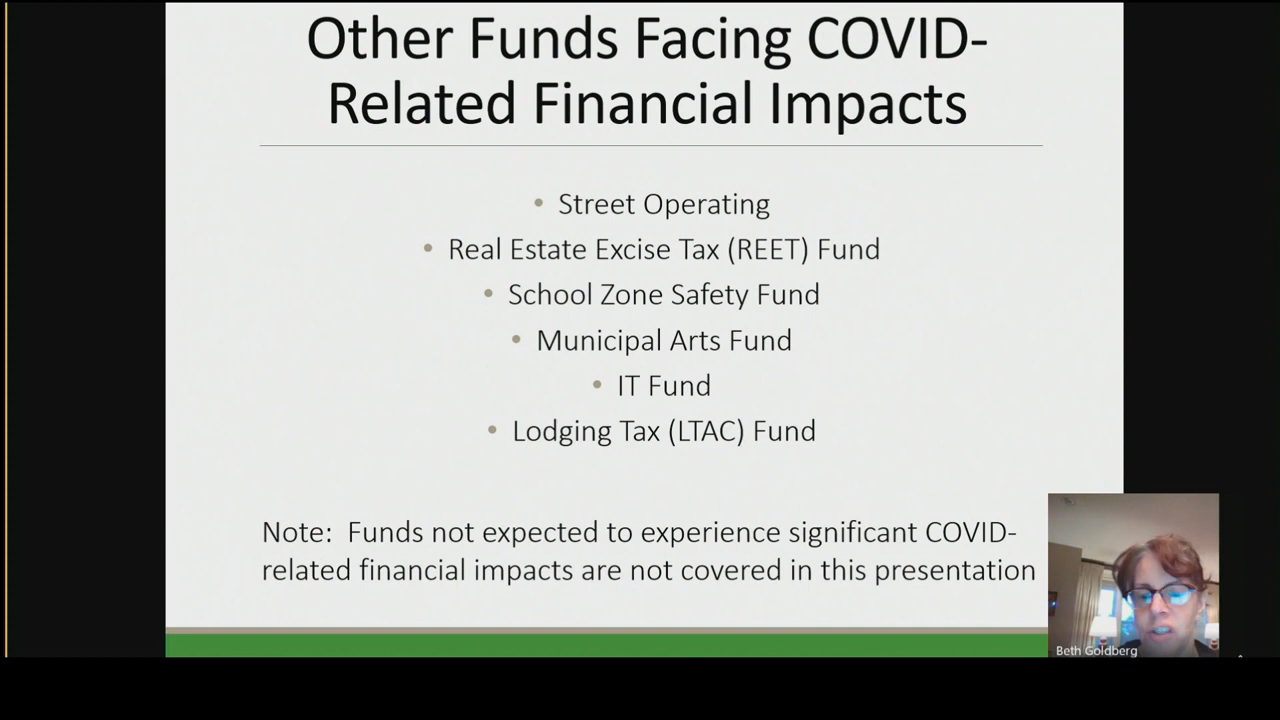 Other Funds Facing COVID-
Related Financial Impacts
• Street Operating
• Real Estate Excise Tax (REET) Fund
• School Zone Safety Fund
• Municipal Arts Fund
• IT Fund
• Lodging Tax (LTAC) Fund
Note: Funds not expected to experience significant COVID-
related financial impacts are not covered in this presentation
Beth Goldberg